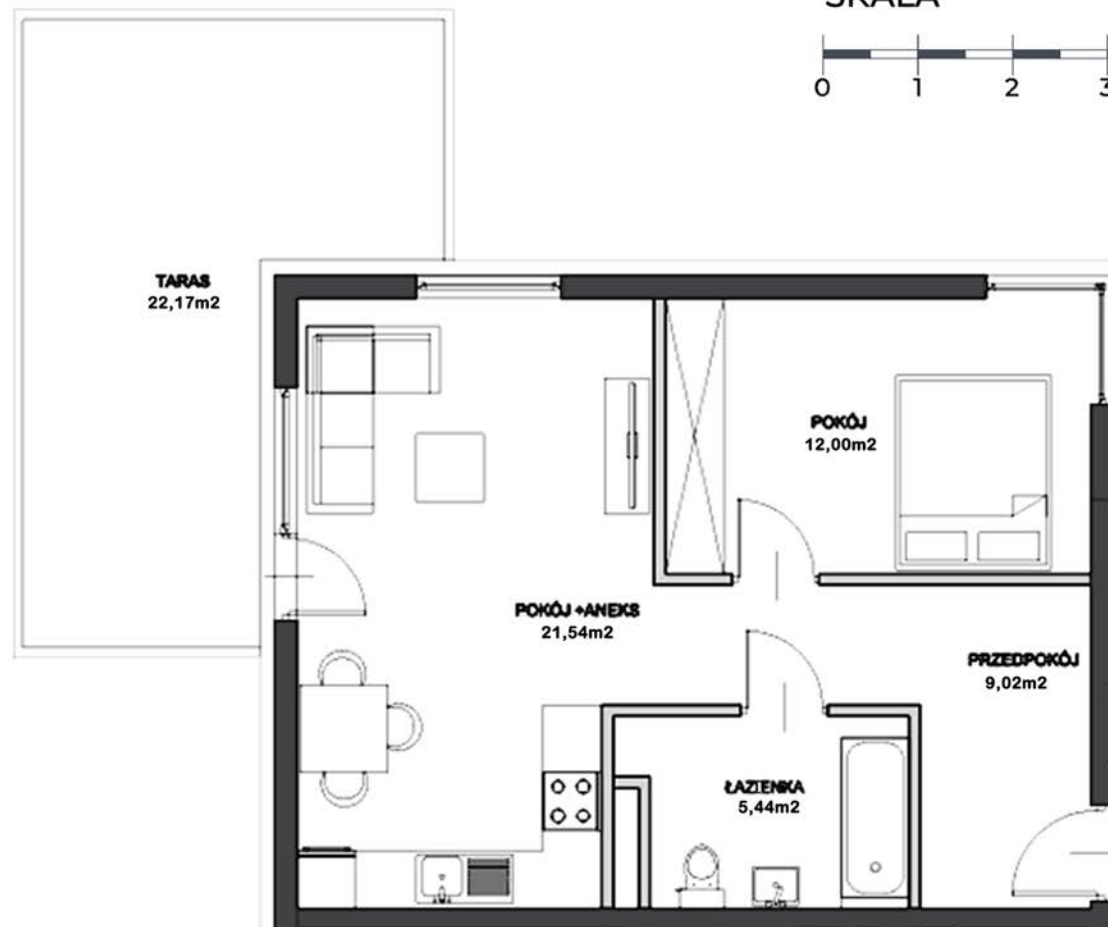 SKALA
0 1 2 3
TARAS
22,17m2
POKÓJ
12,00m2
POKÓJ +ANEKS
21,54m2
PRZEDPOKÓJ
9,02m2
ŁAZIENKA
5,44m2